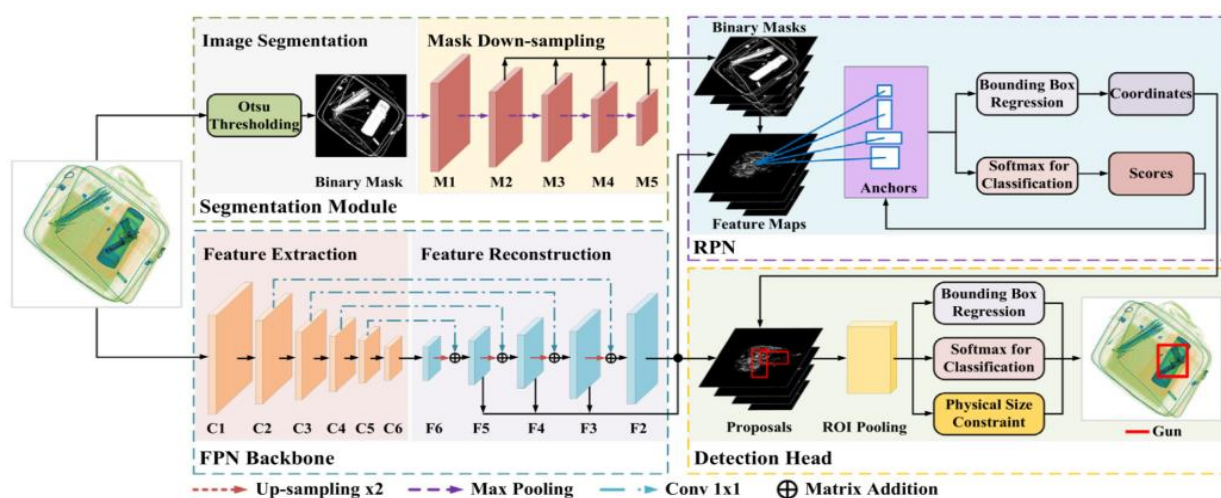 Image Segmentation
Otsu
Thresholding
Binary Mask
Segmentation Module
Mask Down-sampling
M1 M2 M3 M4 M5
Feature Extraction
C1 C2 C3 C4 C5 C6
FPN Backbone
Feature Reconstruction
F6 F5 F4 F3 F2
Binary Masks
Feature Maps
Anchors
Bounding Box
Regression
Coordinates
Softmax for
Classification
Scores
RPN
Proposals
ROI Pooling
Bounding Box
Regression
Softmax for
Classification
Physical Size
Constraint
Gun
Detection Head
Up-sampling x2
Max Pooling
Conv 1x1
Matrix Addition